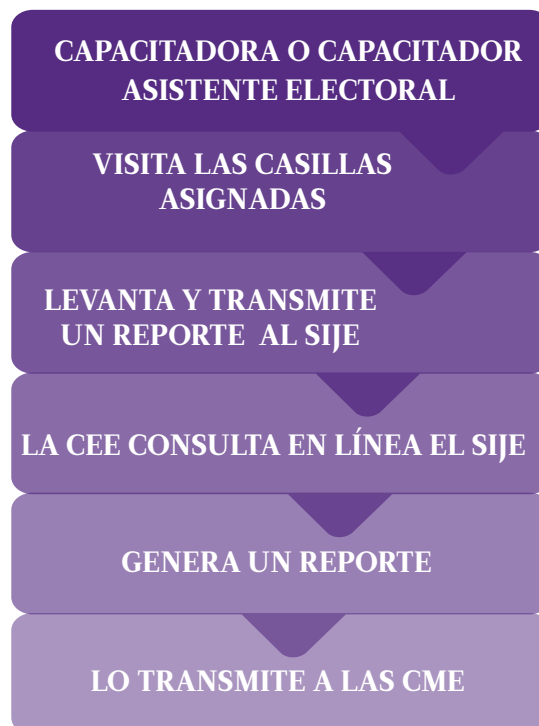 CAPACITADORA O CAPACITADOR
ASISTENTE ELECTORAL
VISITA LAS CASILLAS
ASIGNADAS
LEVANTA Y TRANSMITE
UN REPORTE AL SIJE
LA CEE CONSULTA EN LÍNEA EL SIJE
GENERA UN REPORTE
LO TRANSMITE A LAS CME